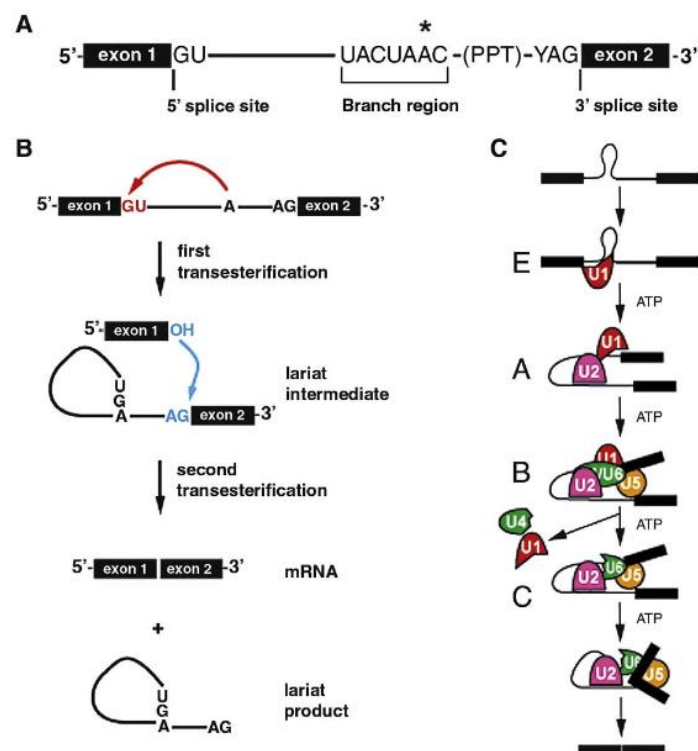 A
*
5'- exon 1 GU UACUAAC -(PPT)- YAG exon 2 -3'
5' splice site
Branch region
3' splice site
B
5'- exon 1 GU A AG exon 2 -3'
first
transesterification
5'- exon 1 OH
lariat
intermediate
U
G
A AG exon 2 -3'
second
transesterification
5'- exon 1 exon 2 -3'
mRNA
+
U
G
A AG
lariat
product
C
E
U1
ATP
A
U1
U2
ATP
B
U1
U2 /U6 U5
ATP
U4
U1
C
U2 U6 U5
ATP
U2 U6 U5